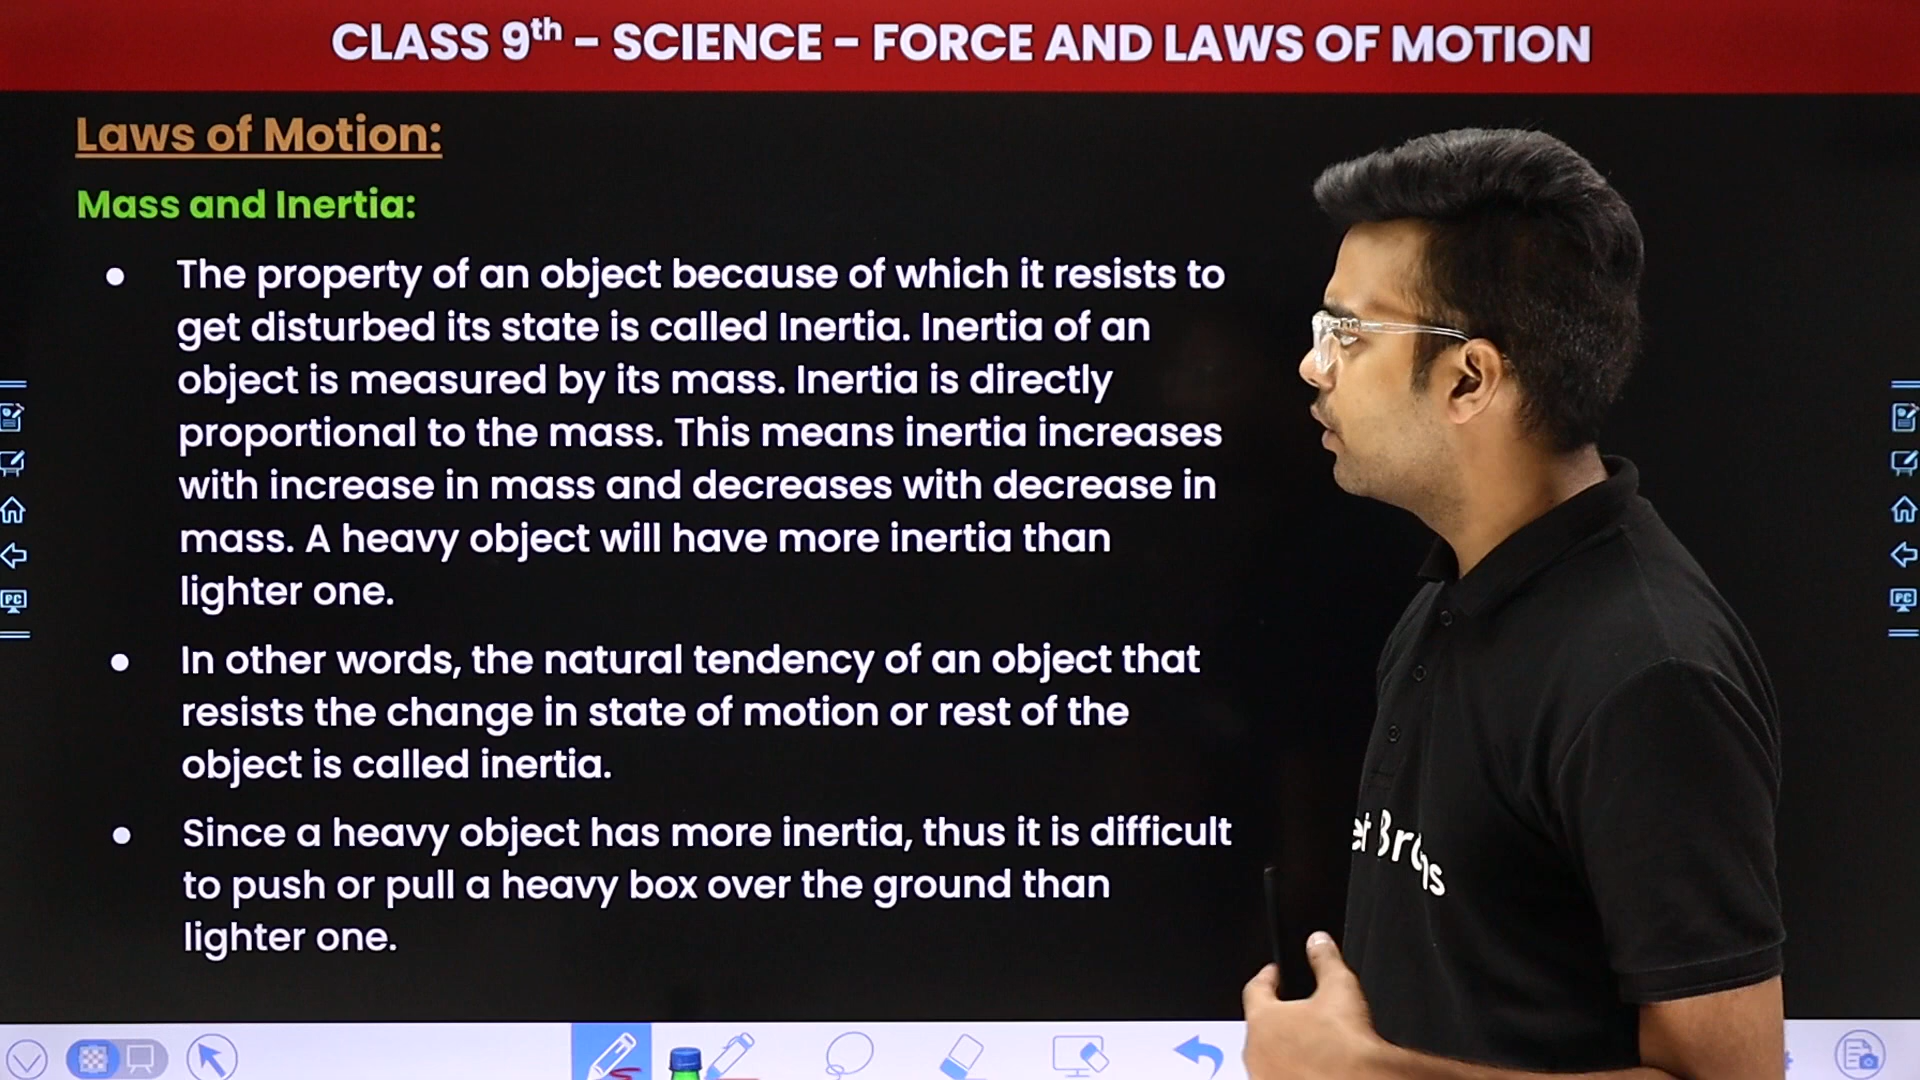 CLASS 9th - SCIENCE - FORCE AND LAWS OF MOTION
Laws of Motion:
Mass and Inertia:
● The property of an object because of which it resists to
get disturbed its state is called Inertia. Inertia of an
object is measured by its mass. Inertia is directly
proportional to the mass. This means inertia increases
with increase in mass and decreases with decrease in
mass. A heavy object will have more inertia than
lighter one.
● In other words, the natural tendency of an object that
resists the change in state of motion or rest of the
object is called inertia.
● Since a heavy object has more inertia, thus it is difficult
to push or pull a heavy box over the ground than
lighter one.
PC
PC